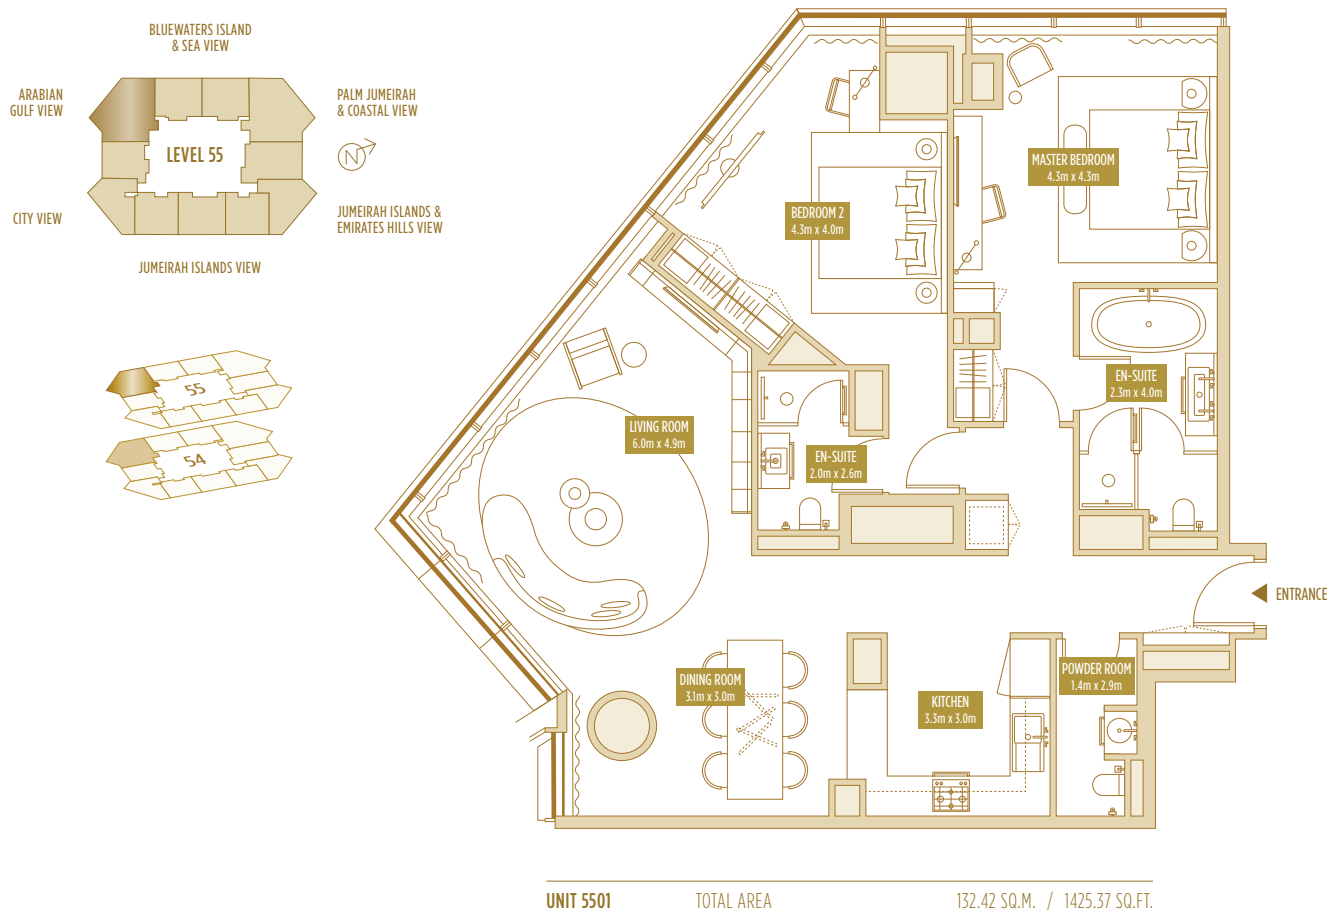 BLUEWATERS ISLAND
& SEA VIEW
ARABIAN
GULF VIEW
PALM JUMEIRAH
& COASTAL VIEW
LEVEL 55
N
CITY VIEW
JUMEIRAH ISLANDS &
EMIRATES HILLS VIEW
JUMEIRAH ISLANDS VIEW
55
54
MASTER BEDROOM
4.3m x 4.3m
BEDROOM 2
4.3m x 4.0m
EN-SUITE
2.3m x 4.0m
LIVING ROOM
6.0m x 4.9m
EN-SUITE
2.0m x 2.6m
ENTRANCE
DINING ROOM
3.1m x 3.0m
KITCHEN
3.3m x 3.0m
POWDER ROOM
1.4m x 2.9m
UNIT 5501 TOTAL AREA 132.42 SQ.M. / 1425.37 SQ.FT.